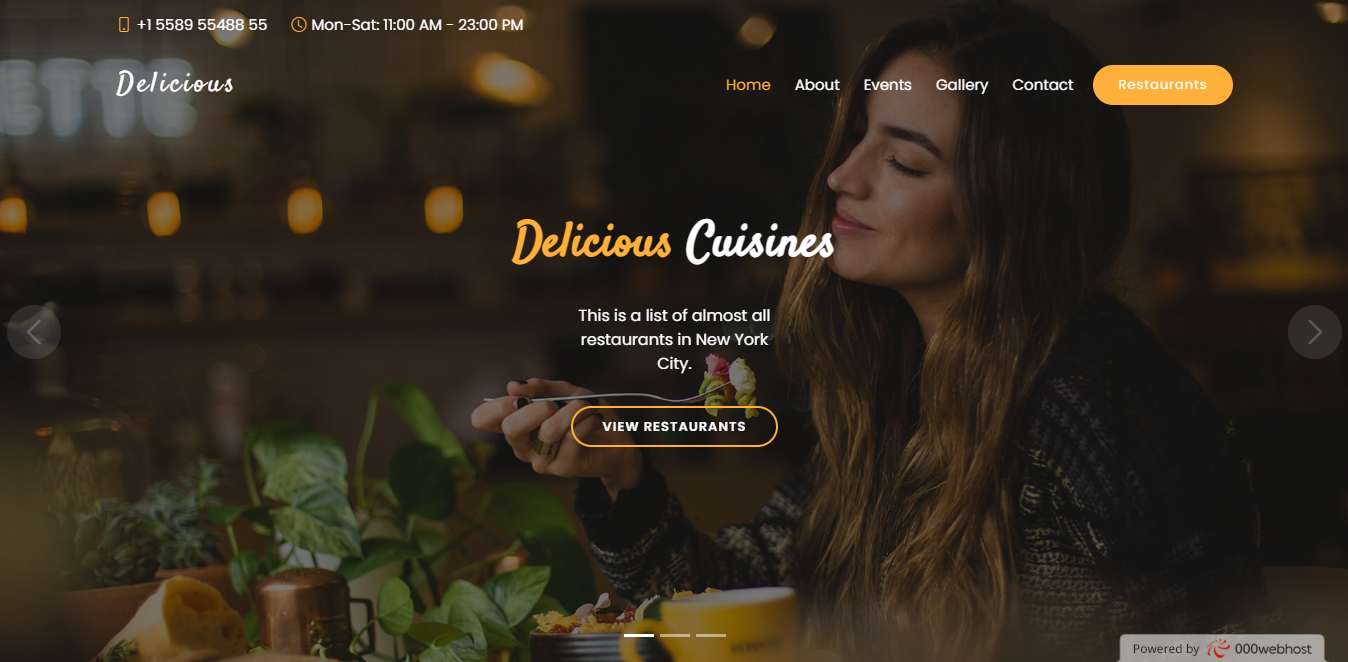 +1 5589 55488 55 Mon-Sat: 11:00 AM - 23:00 PM
Delicious
Home About Events Gallery Contact Restaurants
Delicious Cuisines
This is a list of almost all
restaurants in New York
City.
VIEW RESTAURANTS
Powered by 000webhost